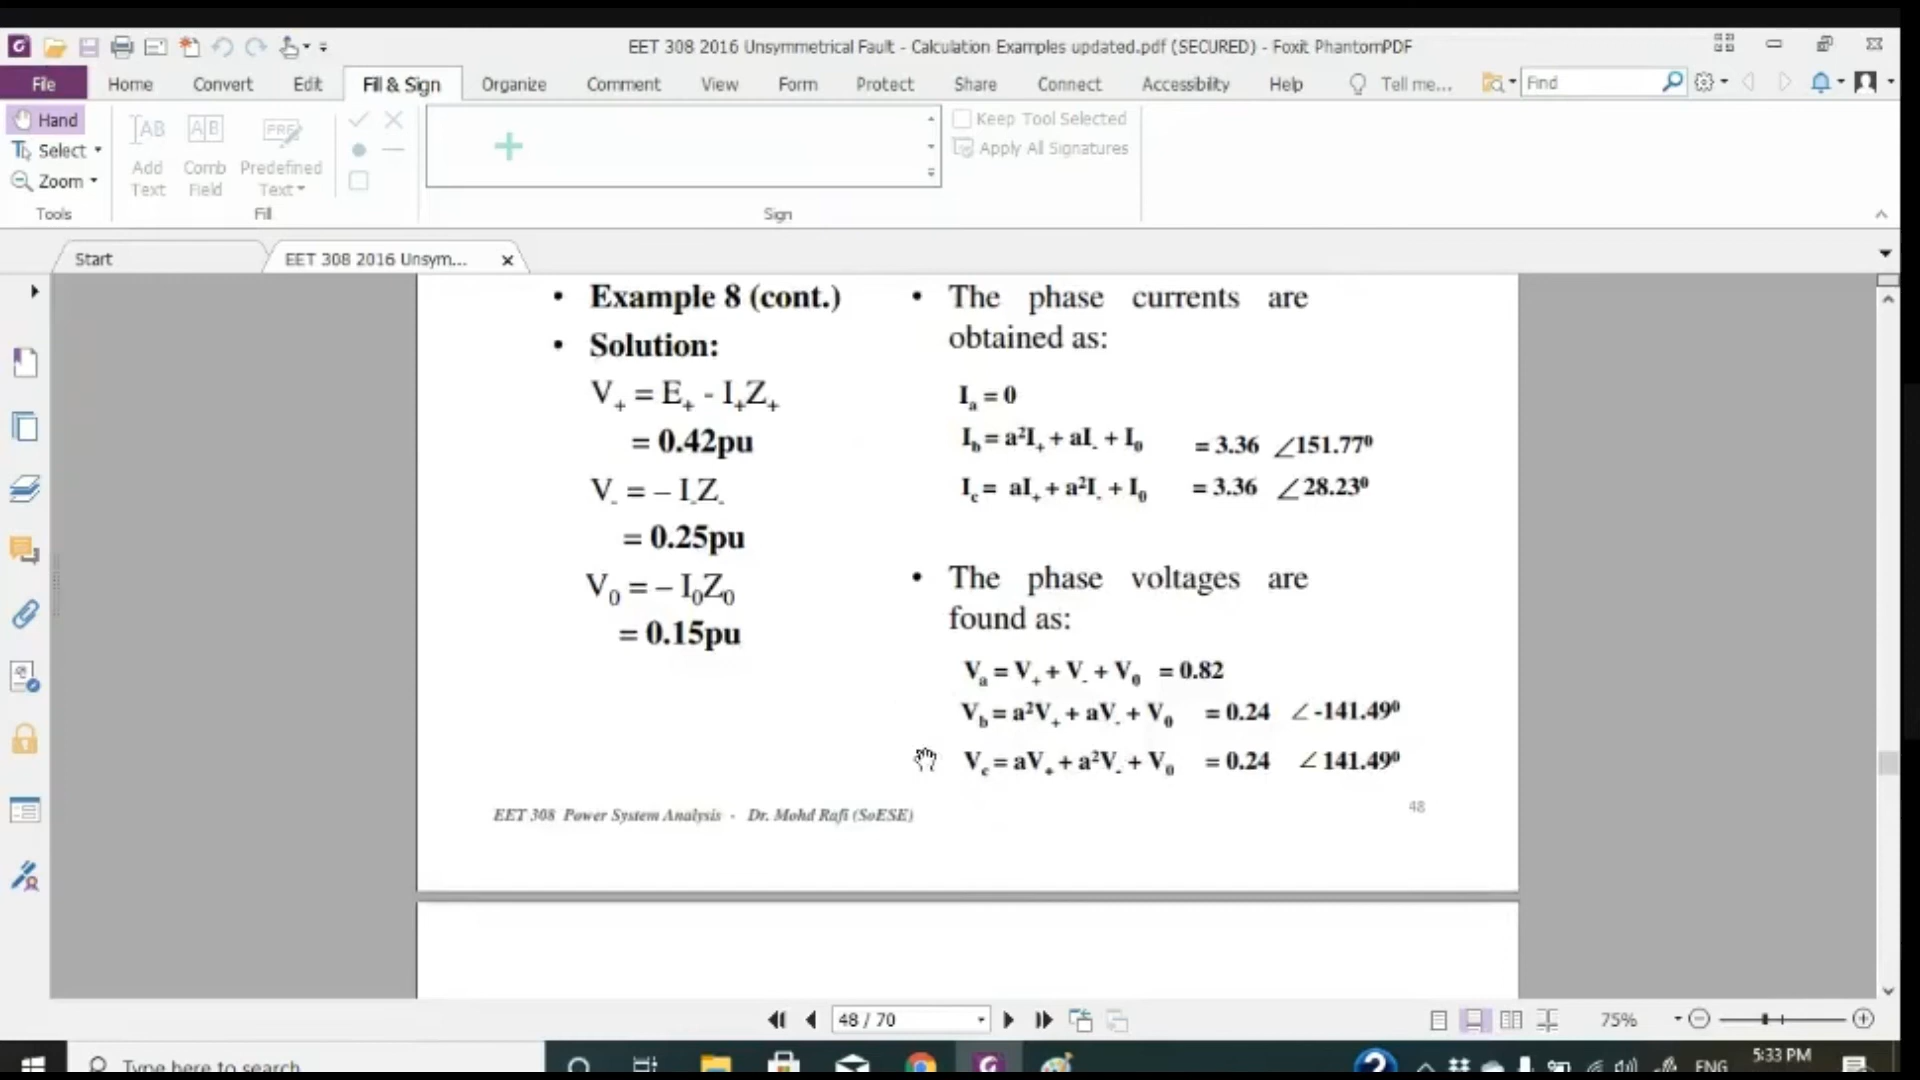 EET 308 2016 Unsymmetrical Fault - Calculation Examples updated.pdf (SECURED) - Foxit PhantomPDF
File Home Convert Edit Fill & Sign Organize Comment View Form Protect Share Connect Accessibility Help Tell me... Find
Hand
Select
Zoom
Tools
Add Text
Comb Field
Predefined Text
Fill
Sign
Keep Tool Selected
Apply All Signatures
Start
EET 308 2016 Unsym...
• Example 8 (cont.)
• Solution:
V₊ = E₊ - I₊Z₊
= 0.42pu
V₋ = – I₋Z₋
= 0.25pu
V₀ = – I₀Z₀
= 0.15pu
• The phase currents are
obtained as:
Iₐ = 0
I_b = a²I₊ + aI₋ + I₀ = 3.36 ∠151.77⁰
I_c = aI₊ + a²I₋ + I₀ = 3.36 ∠28.23⁰
• The phase voltages are
found as:
Vₐ = V₊ + V₋ + V₀ = 0.82
V_b = a²V₊ + aV₋ + V₀ = 0.24 ∠ -141.49⁰
V_c = aV₊ + a²V₋ + V₀ = 0.24 ∠ 141.49⁰
EET 308 Power System Analysis - Dr. Mohd Rafi (SoESE)
48
48 / 70
75%
Type here to search
ENG
5:33 PM